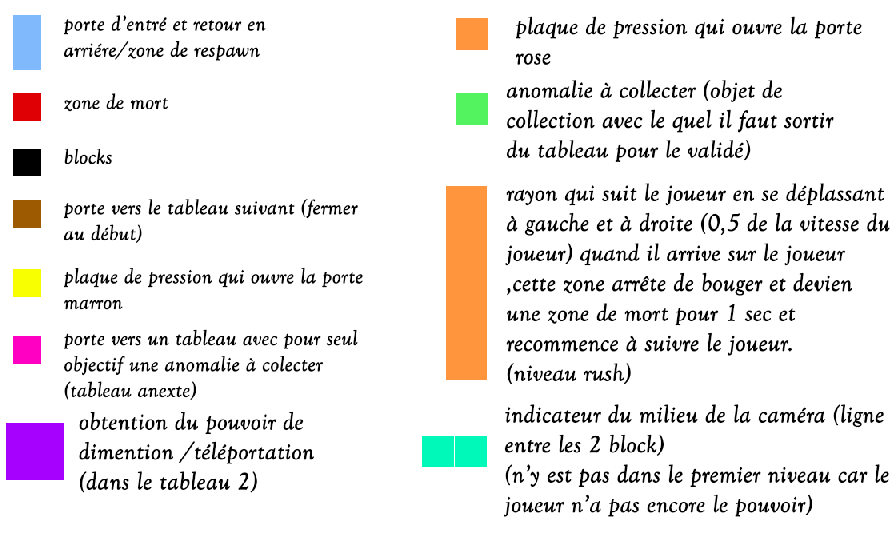 porte d'entré et retour en
arriére/zone de respawn
zone de mort
blocks
porte vers le tableau suivant (fermer
au début)
plaque de pression qui ouvre la porte
marron
porte vers un tableau avec pour seul
objectif une anomalie à colecter
(tableau anexte)
obtention du pouvoir de
dimention /téléportation
(dans le tableau 2)
plaque de pression qui ouvre la porte
rose
anomalie à collecter (objet de
collection avec le quel il faut sortir
du tableau pour le validé)
rayon qui suit le joueur en se déplassant
à gauche et à droite (0,5 de la vitesse du
joueur) quand il arrive sur le joueur
,cette zone arrête de bouger et devien
une zone de mort pour 1 sec et
recommence à suivre le joueur.
(niveau rush)
indicateur du milieu de la caméra (ligne
entre les 2 block)
(n'y est pas dans le premier niveau car le
joueur n'a pas encore le pouvoir)